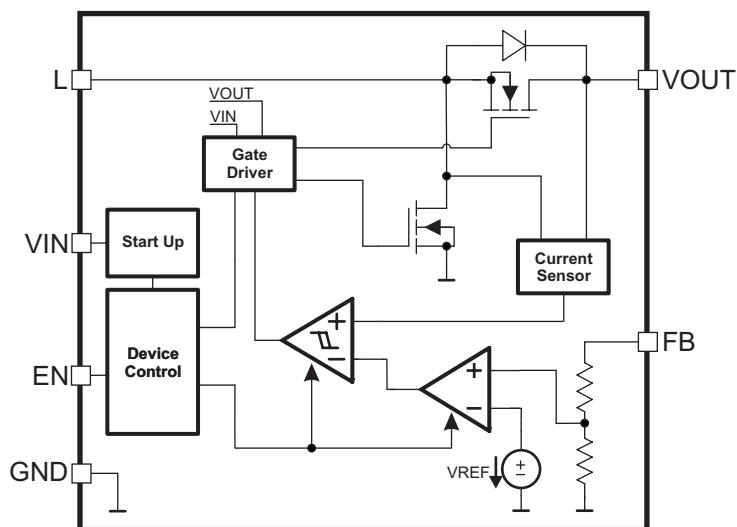 L
VOUT
VOUT
VIN
Gate
Driver
VIN
Start Up
Current
Sensor
+
−
FB
EN
Device
Control
+
−
GND
VREF
+
−